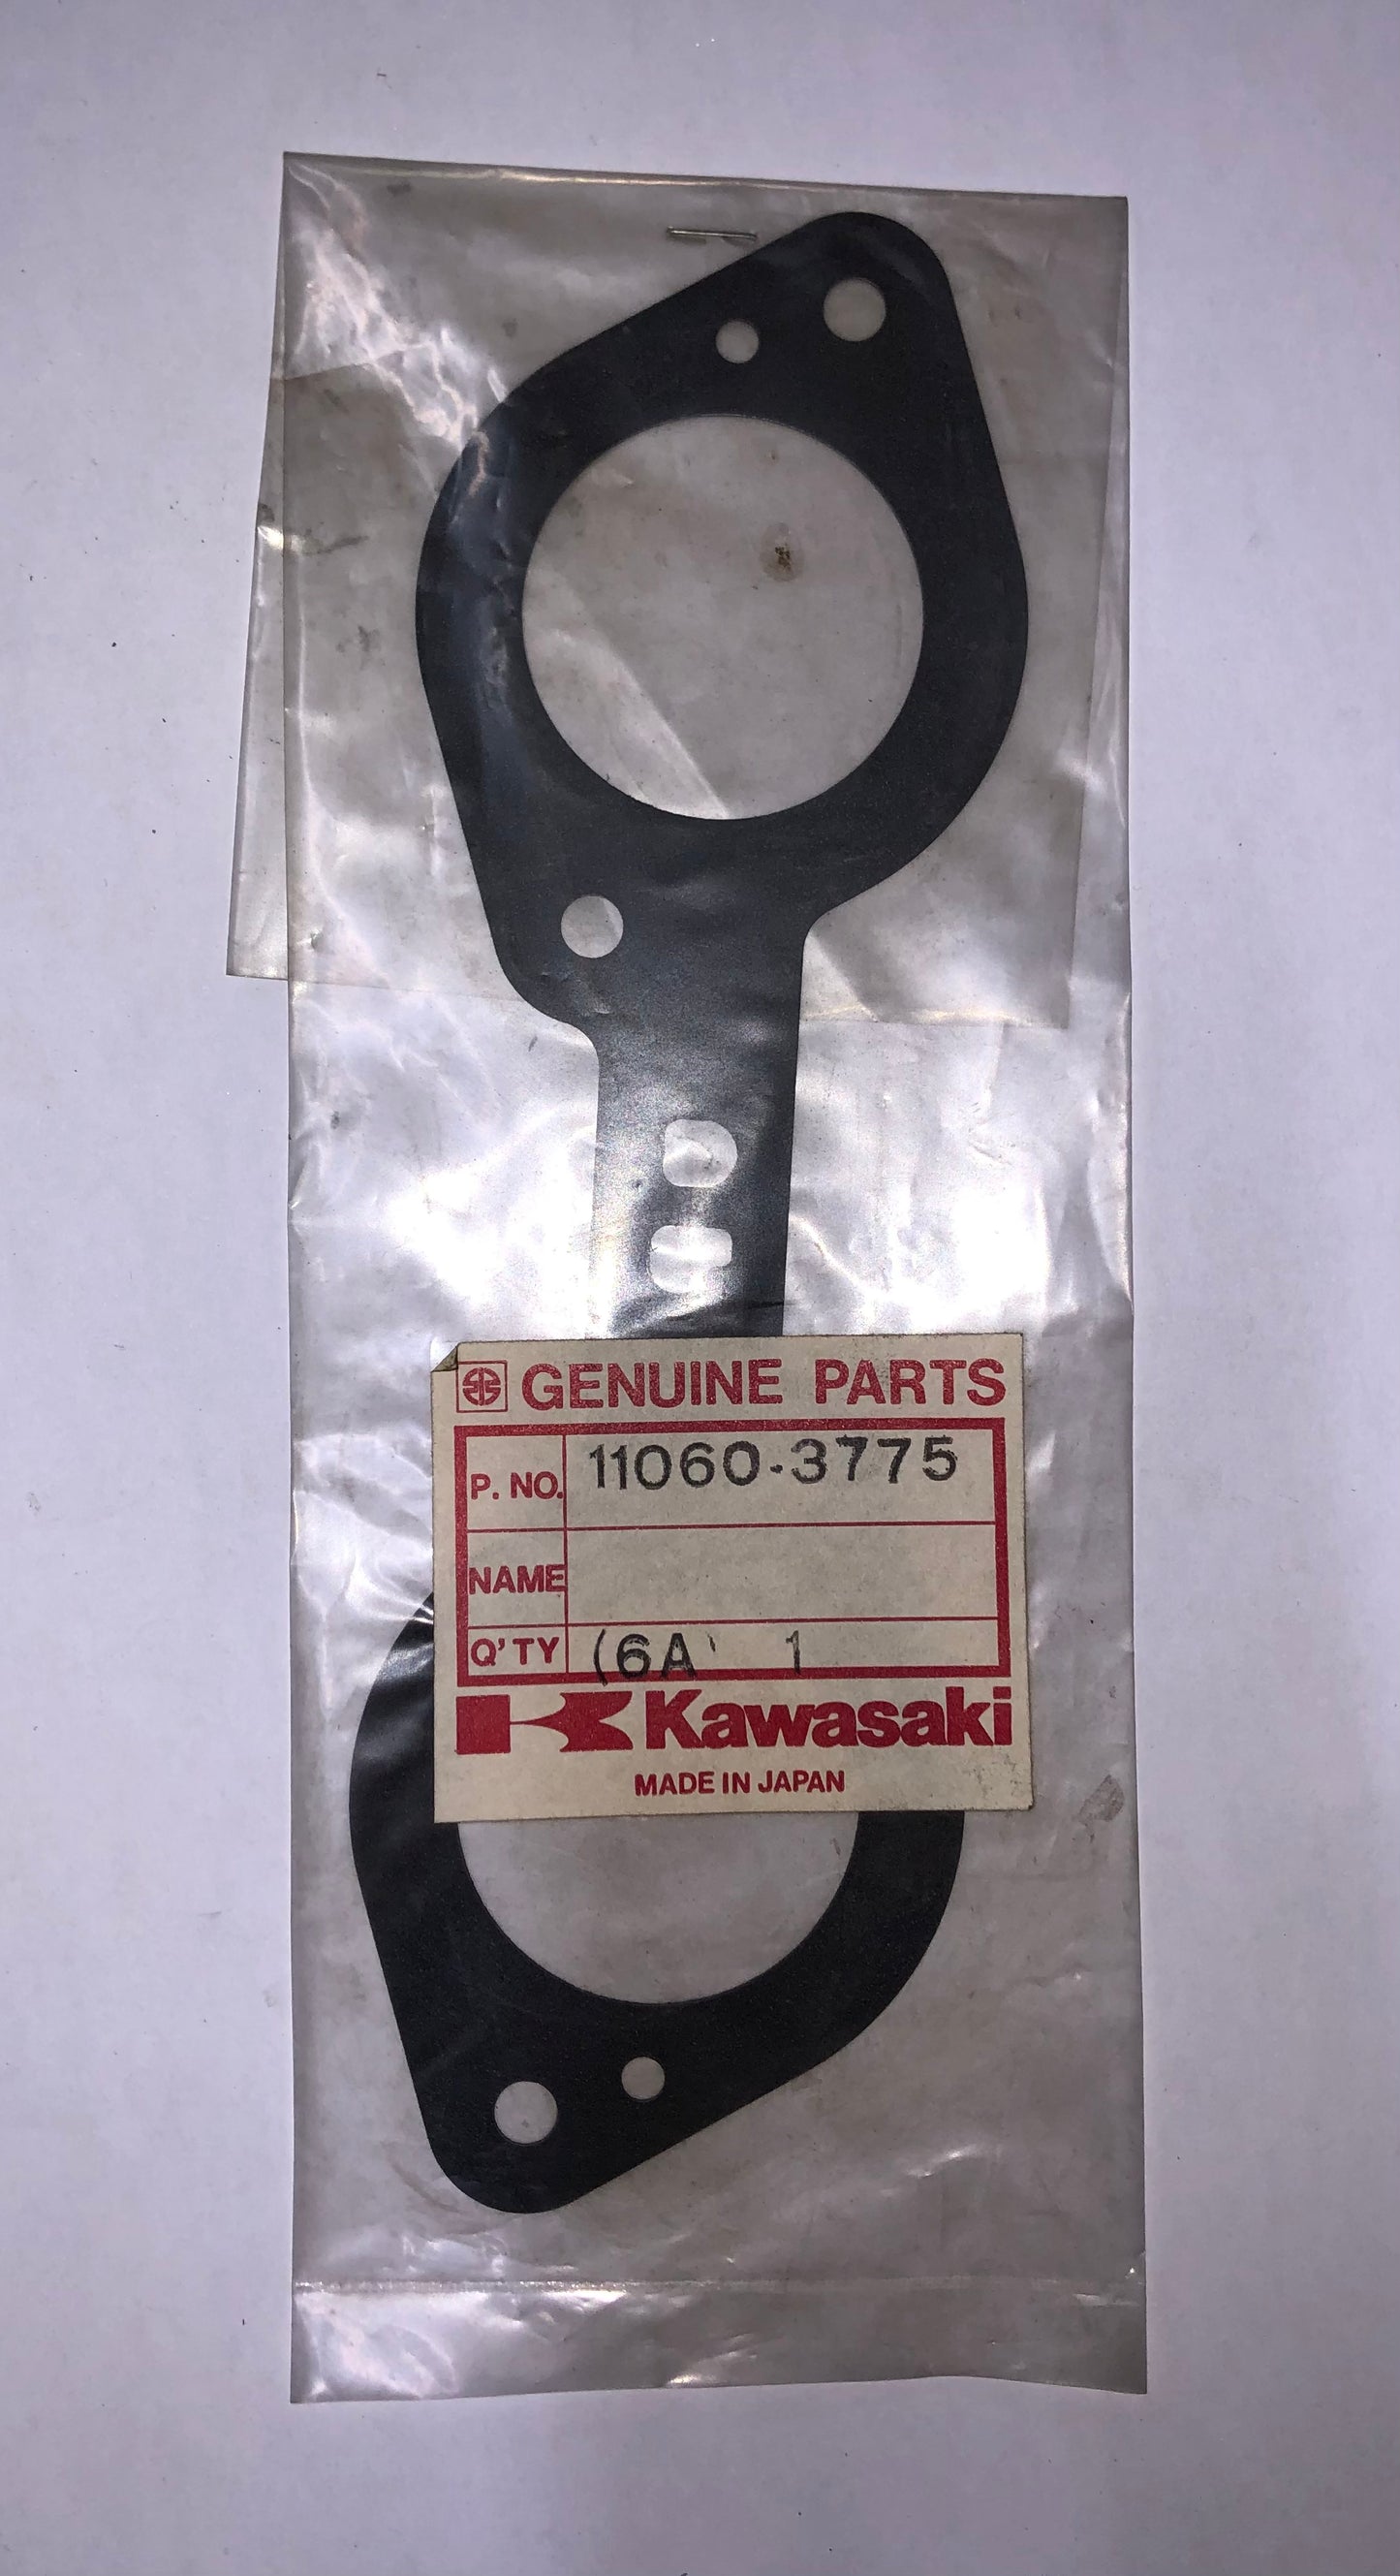 GENUINE PARTS
P. NO. 11060-3775
NAME
Q'TY (6A' 1
Kawasaki
MADE IN JAPAN